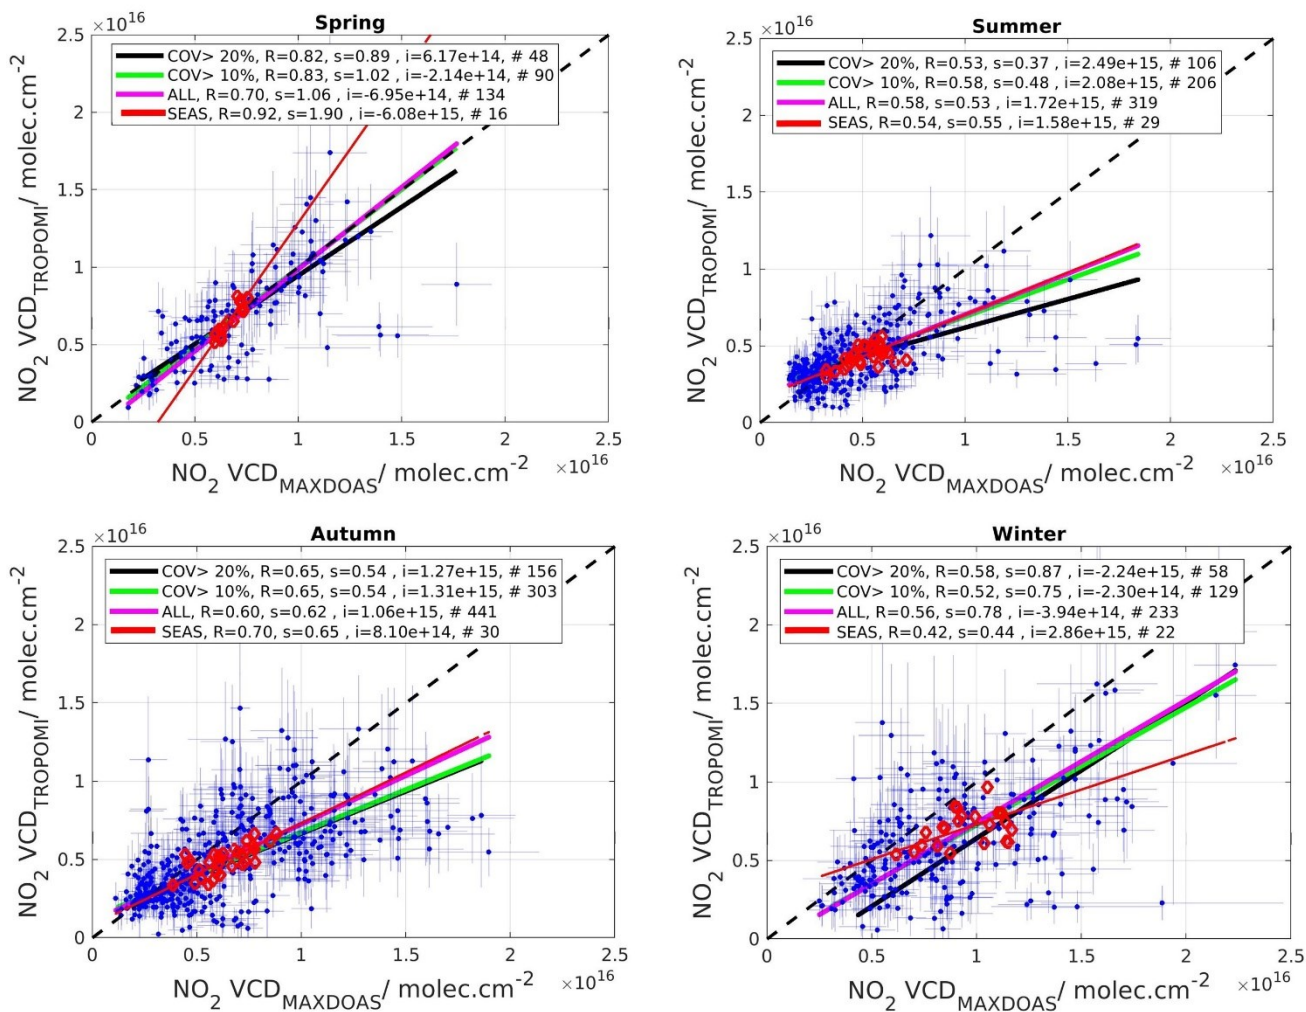 ×10^16
Spring
COV> 20%, R=0.82, s=0.89 , i=6.17e+14, # 48
COV> 10%, R=0.83, s=1.02 , i=-2.14e+14, # 90
ALL, R=0.70, s=1.06 , i=-6.95e+14, # 134
SEAS, R=0.92, s=1.90 , i=-6.08e+15, # 16
NO2 VCD_TROPOMI/ molec.cm^-2
2.5
2
1.5
1
0.5
0
0 0.5 1 1.5 2 2.5
NO2 VCD_MAXDOAS/ molec.cm^-2 ×10^16
×10^16
Summer
COV> 20%, R=0.53, s=0.37 , i=2.49e+15, # 106
COV> 10%, R=0.58, s=0.48 , i=2.08e+15, # 206
ALL, R=0.58, s=0.53 , i=1.72e+15, # 319
SEAS, R=0.54, s=0.55 , i=1.58e+15, # 29
NO2 VCD_TROPOMI/ molec.cm^-2
2.5
2
1.5
1
0.5
0
0 0.5 1 1.5 2 2.5
NO2 VCD_MAXDOAS/ molec.cm^-2 ×10^16
×10^16
Autumn
COV> 20%, R=0.65, s=0.54 , i=1.27e+15, # 156
COV> 10%, R=0.65, s=0.54 , i=1.31e+15, # 303
ALL, R=0.60, s=0.62 , i=1.06e+15, # 441
SEAS, R=0.70, s=0.65 , i=8.10e+14, # 30
NO2 VCD_TROPOMI/ molec.cm^-2
2.5
2
1.5
1
0.5
0
0 0.5 1 1.5 2 2.5
NO2 VCD_MAXDOAS/ molec.cm^-2 ×10^16
×10^16
Winter
COV> 20%, R=0.58, s=0.87 , i=-2.24e+15, # 58
COV> 10%, R=0.52, s=0.75 , i=-2.30e+14, # 129
ALL, R=0.56, s=0.78 , i=-3.94e+14, # 233
SEAS, R=0.42, s=0.44 , i=2.86e+15, # 22
NO2 VCD_TROPOMI/ molec.cm^-2
2.5
2
1.5
1
0.5
0
0 0.5 1 1.5 2 2.5
NO2 VCD_MAXDOAS/ molec.cm^-2 ×10^16